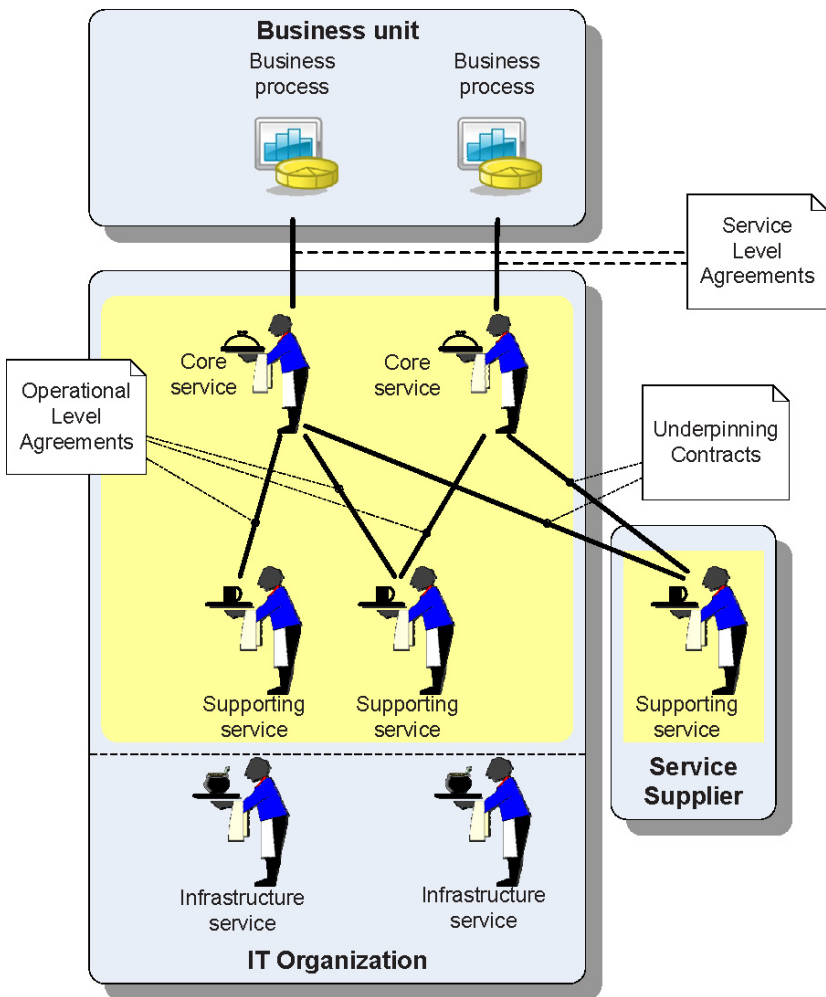 Business unit
Business
process
Business
process
Service
Level
Agreements
Core
service
Core
service
Operational
Level
Agreements
Underpinning
Contracts
Supporting
service
Supporting
service
Supporting
service
Service
Supplier
Infrastructure
service
Infrastructure
service
IT Organization